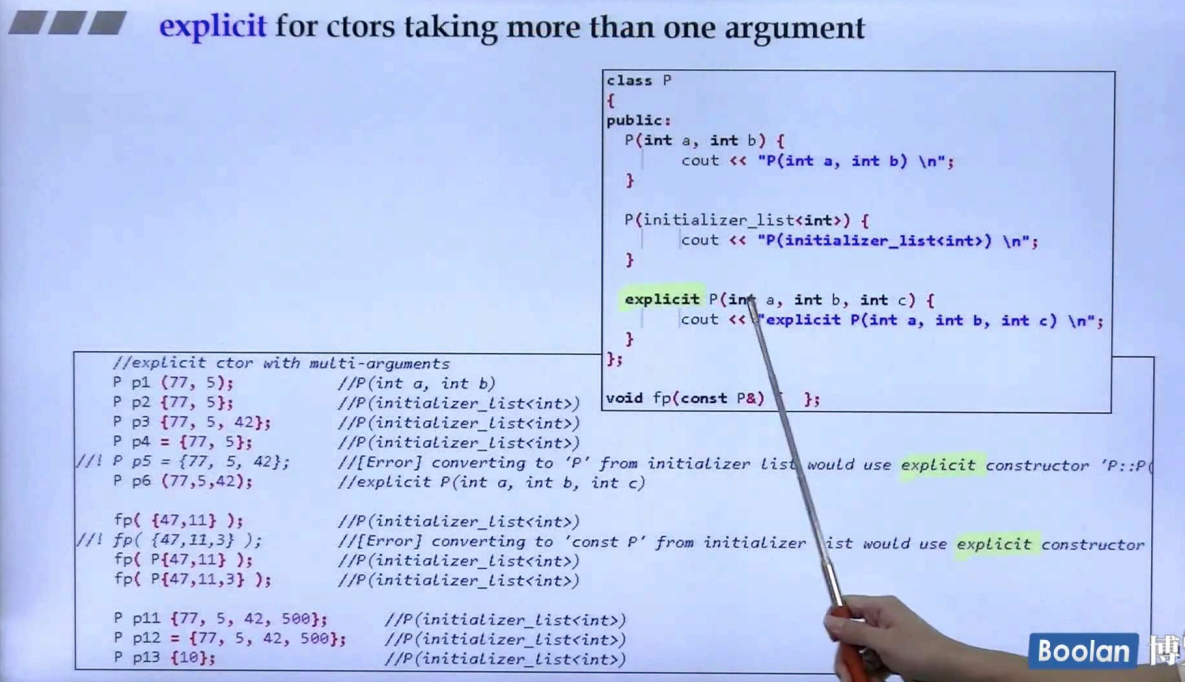 explicit for ctors taking more than one argument
class P
{
public:
P(int a, int b) {
cout << "P(int a, int b) \n";
}
P(initializer_list<int>) {
cout << "P(initializer_list<int>) \n";
}
explicit P(int a, int b, int c) {
cout << "explicit P(int a, int b, int c) \n";
}
};
void fp(const P&) { };
//explicit ctor with multi-arguments
P p1 (77, 5); //P(int a, int b)
P p2 {77, 5}; //P(initializer_list<int>)
P p3 {77, 5, 42}; //P(initializer_list<int>)
P p4 = {77, 5}; //P(initializer_list<int>)
//! P p5 = {77, 5, 42}; //[Error] converting to 'P' from initializer list would use explicit constructor 'P::P(
P p6 (77,5,42); //explicit P(int a, int b, int c)
fp( {47,11} ); //P(initializer_list<int>)
//! fp( {47,11,3} ); //[Error] converting to 'const P' from initializer list would use explicit constructor
fp( P{47,11} ); //P(initializer_list<int>)
fp( P{47,11,3} ); //P(initializer_list<int>)
P p11 {77, 5, 42, 500}; //P(initializer_list<int>)
P p12 = {77, 5, 42, 500}; //P(initializer_list<int>)
P p13 {10}; //P(initializer_list<int>)
Boolan 博